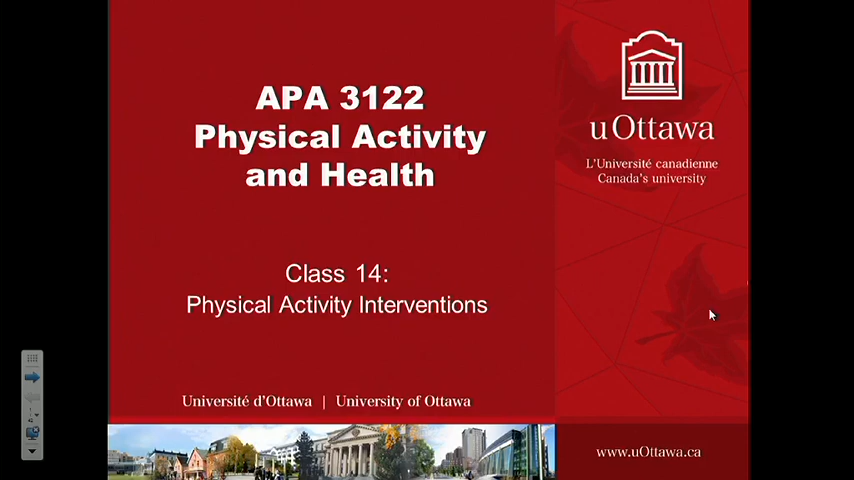 APA 3122
Physical Activity
and Health
Class 14:
Physical Activity Interventions
Université d'Ottawa | University of Ottawa
uOttawa
L'Université canadienne
Canada's university
www.uOttawa.ca